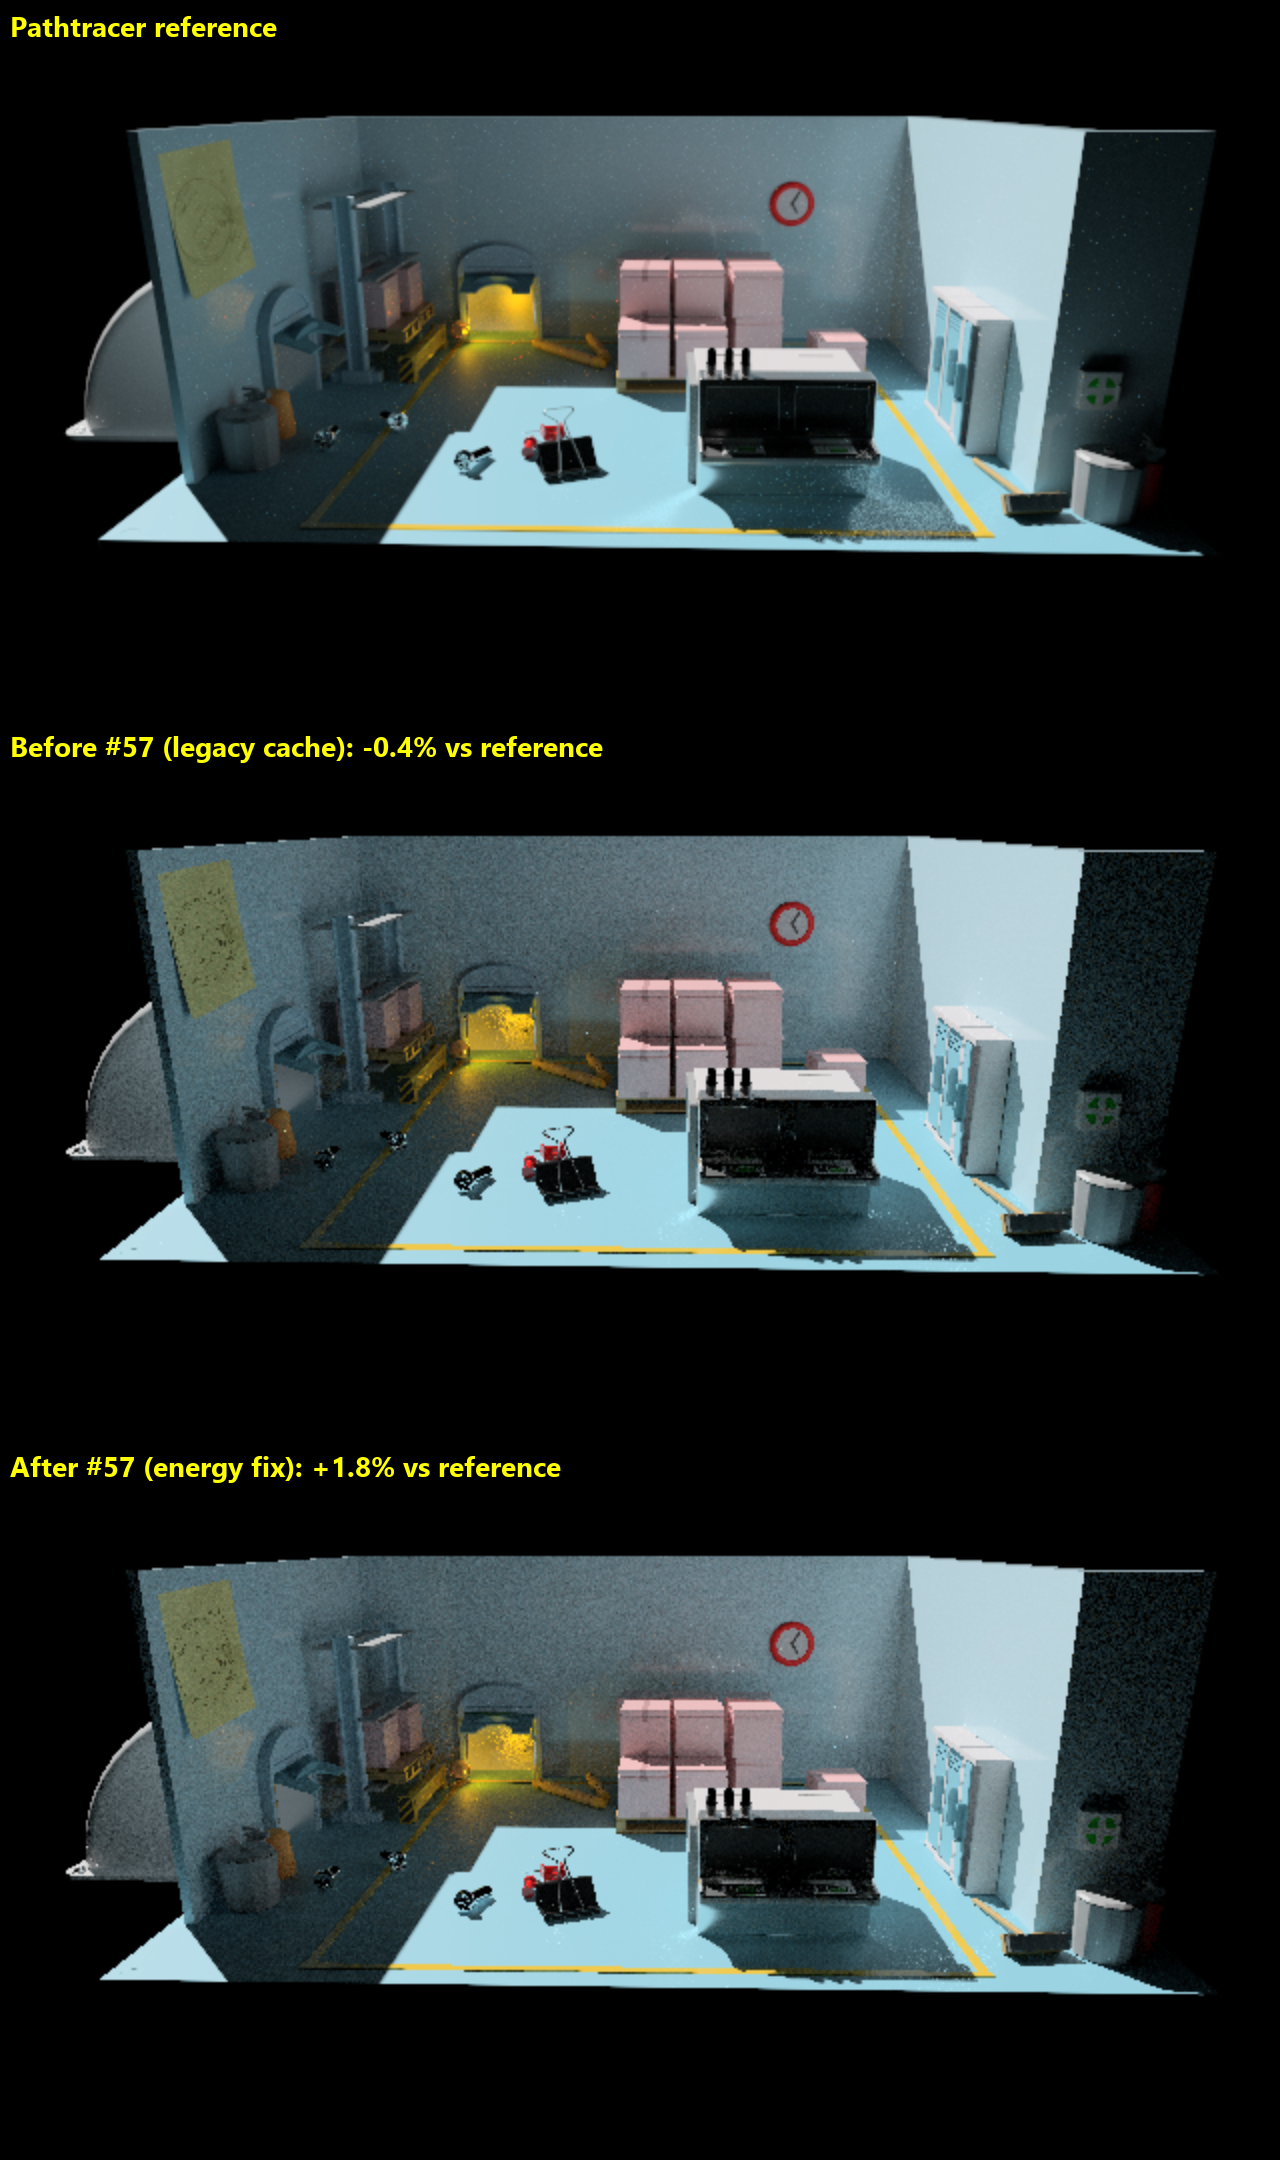 Pathtracer reference
Before #57 (legacy cache): -0.4% vs reference
After #57 (energy fix): +1.8% vs reference